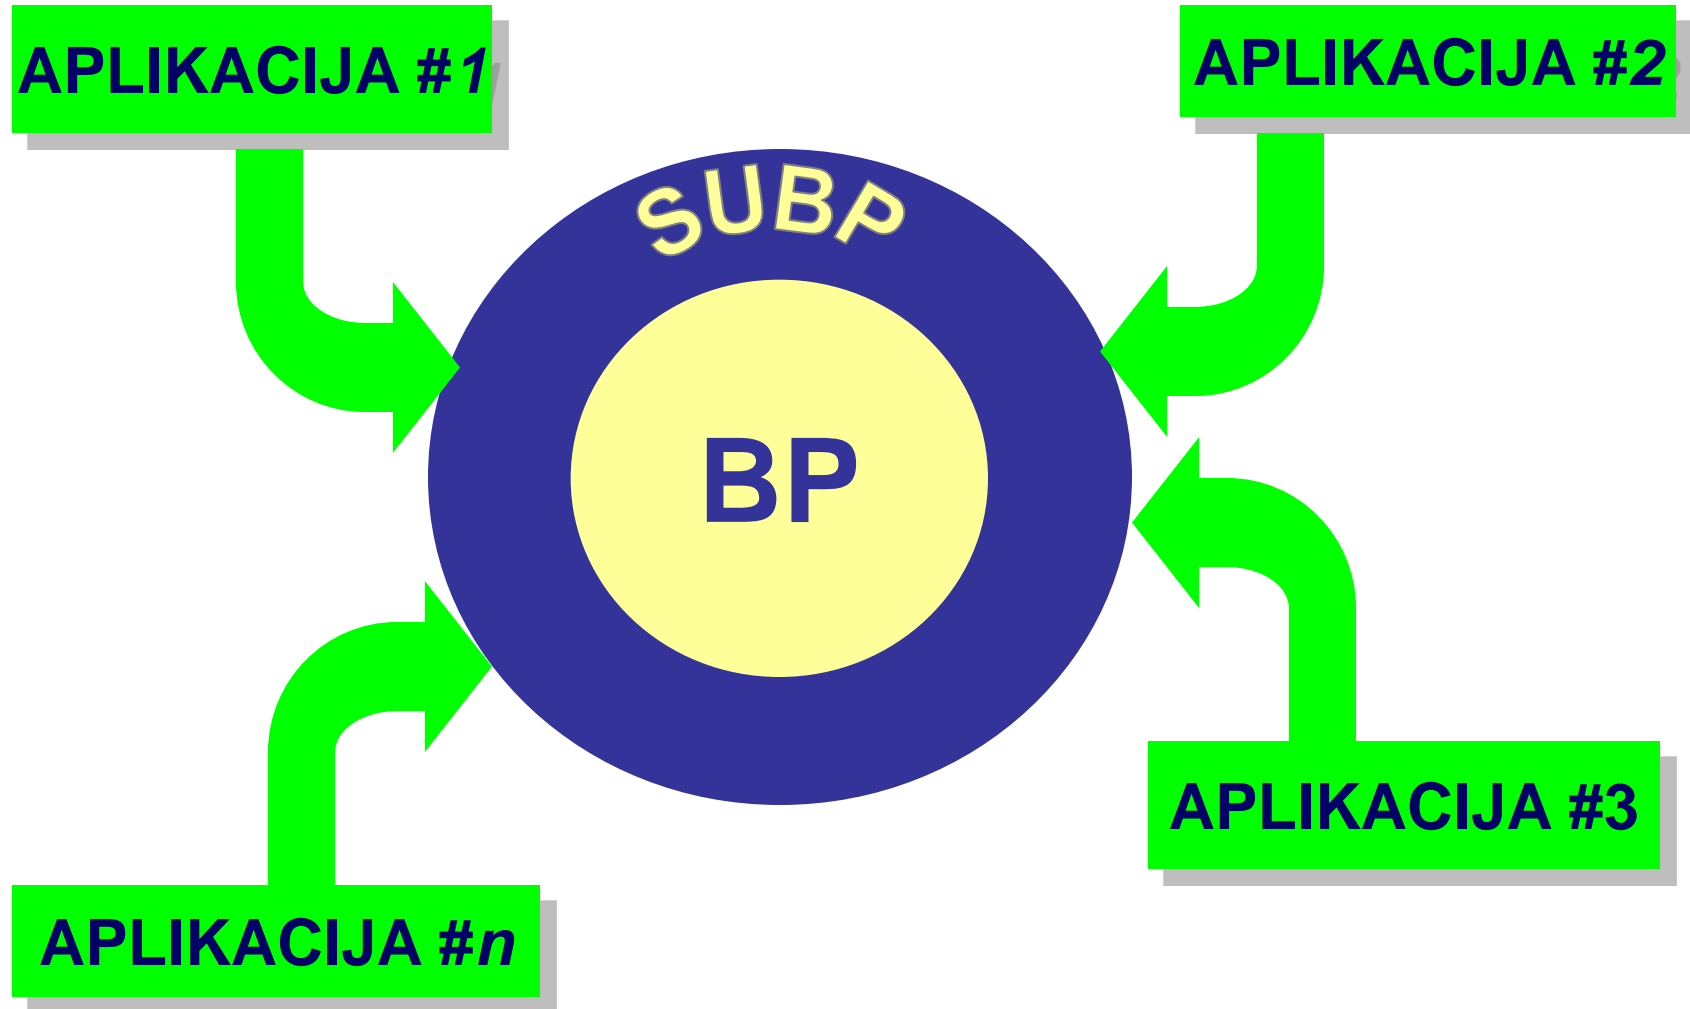 APLIKACIJA #1
APLIKACIJA #2
SUBP
BP
APLIKACIJA #3
APLIKACIJA #n